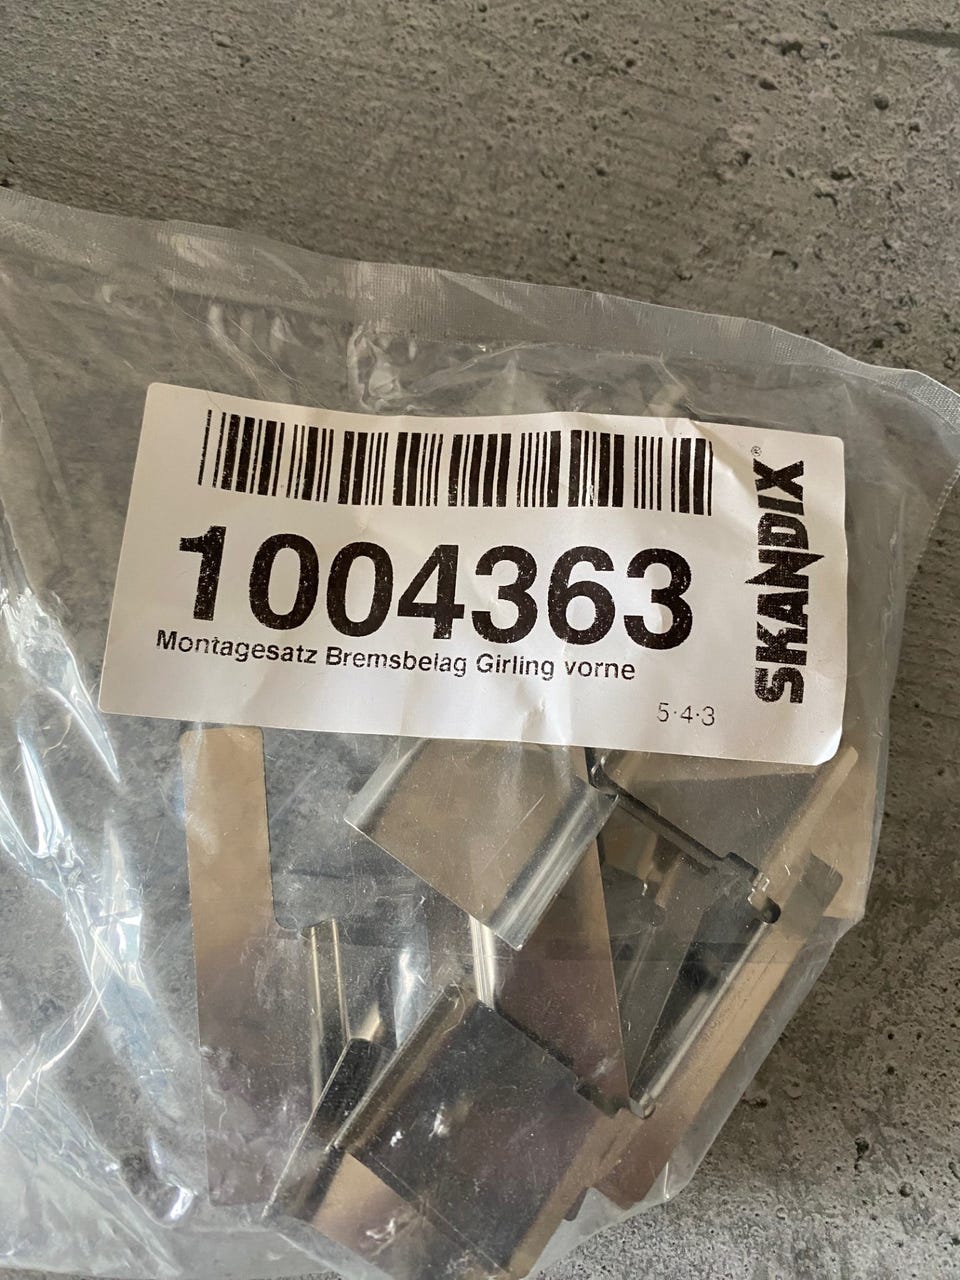 1004363
Montagesatz Bremsbelag Girling vorne
5·4·3
SKANDIX®